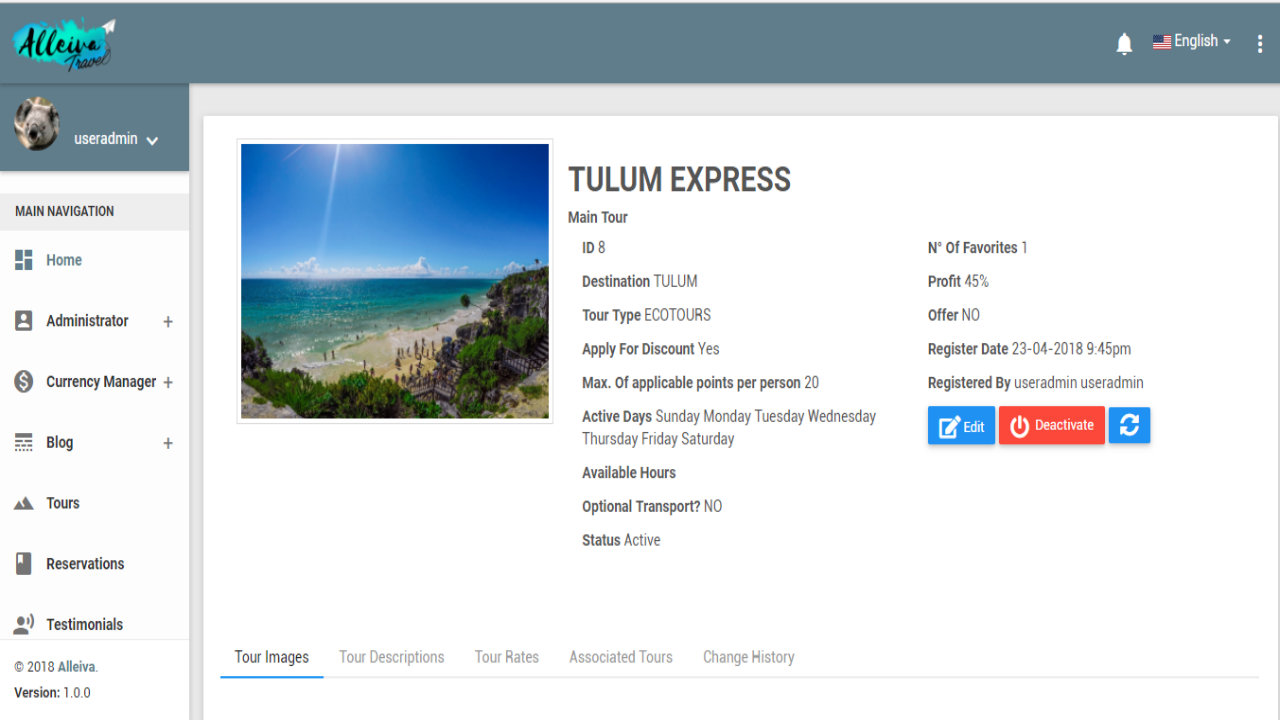 Alleiva
Travel
English
useradmin
MAIN NAVIGATION
Home
Administrator +
Currency Manager +
Blog +
Tours
Reservations
Testimonials
© 2018 Alleiva.
Version: 1.0.0
TULUM EXPRESS
Main Tour
ID 8
Destination TULUM
Tour Type ECOTOURS
Apply For Discount Yes
Max. Of applicable points per person 20
Active Days Sunday Monday Tuesday Wednesday
Thursday Friday Saturday
Available Hours
Optional Transport? NO
Status Active
N° Of Favorites 1
Profit 45%
Offer NO
Register Date 23-04-2018 9:45pm
Registered By useradmin useradmin
Edit Deactivate
Tour Images Tour Descriptions Tour Rates Associated Tours Change History